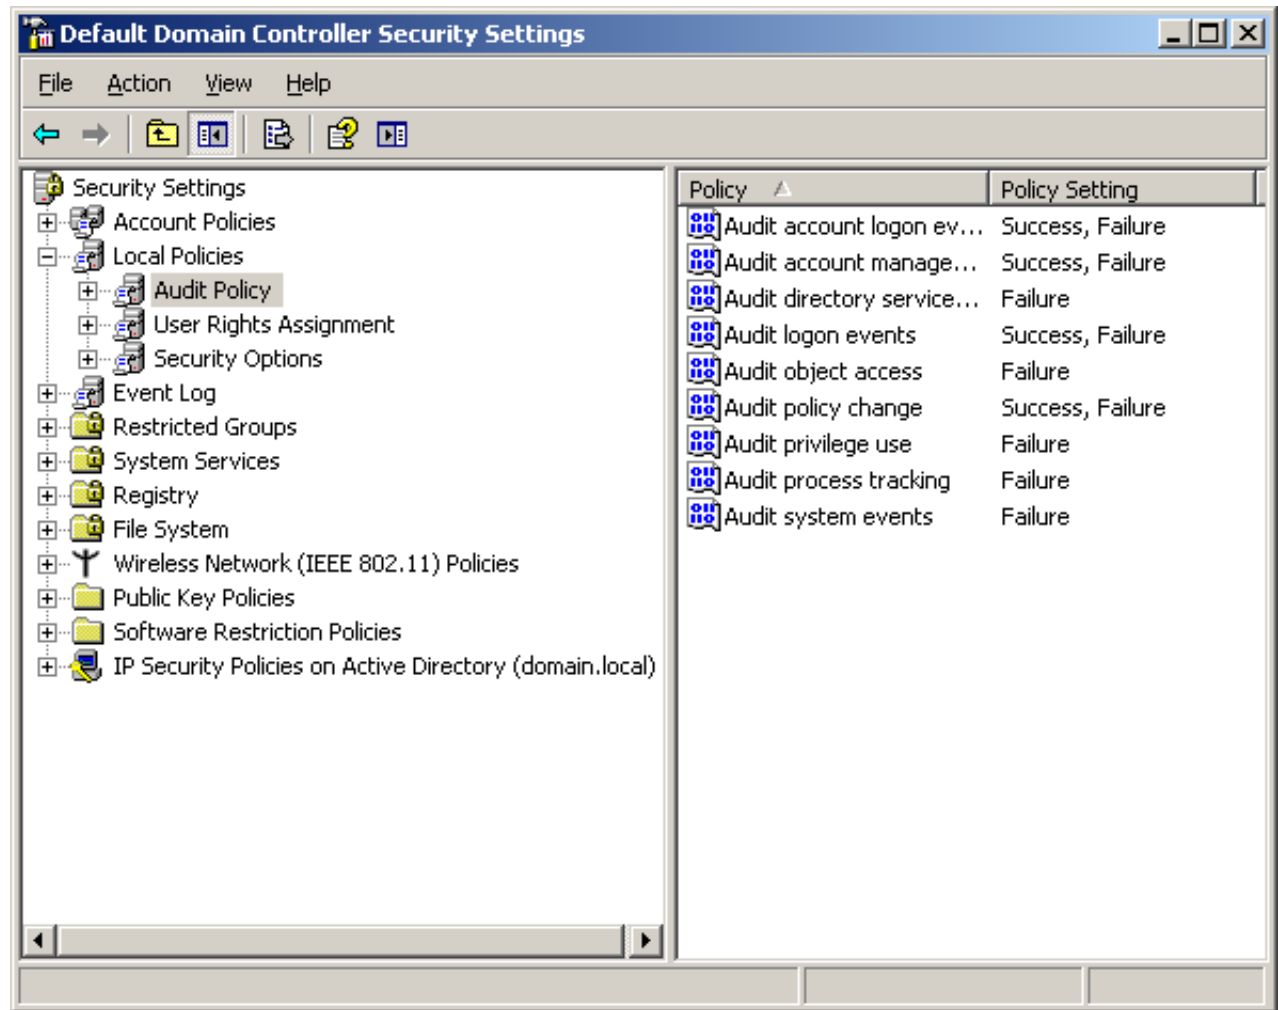 Default Domain Controller Security Settings
File Action View Help
Security Settings
Account Policies
Local Policies
Audit Policy
User Rights Assignment
Security Options
Event Log
Restricted Groups
System Services
Registry
File System
Wireless Network (IEEE 802.11) Policies
Public Key Policies
Software Restriction Policies
IP Security Policies on Active Directory (domain.local)
Policy Policy Setting
Audit account logon ev... Success, Failure
Audit account manage... Success, Failure
Audit directory service... Failure
Audit logon events Success, Failure
Audit object access Failure
Audit policy change Success, Failure
Audit privilege use Failure
Audit process tracking Failure
Audit system events Failure